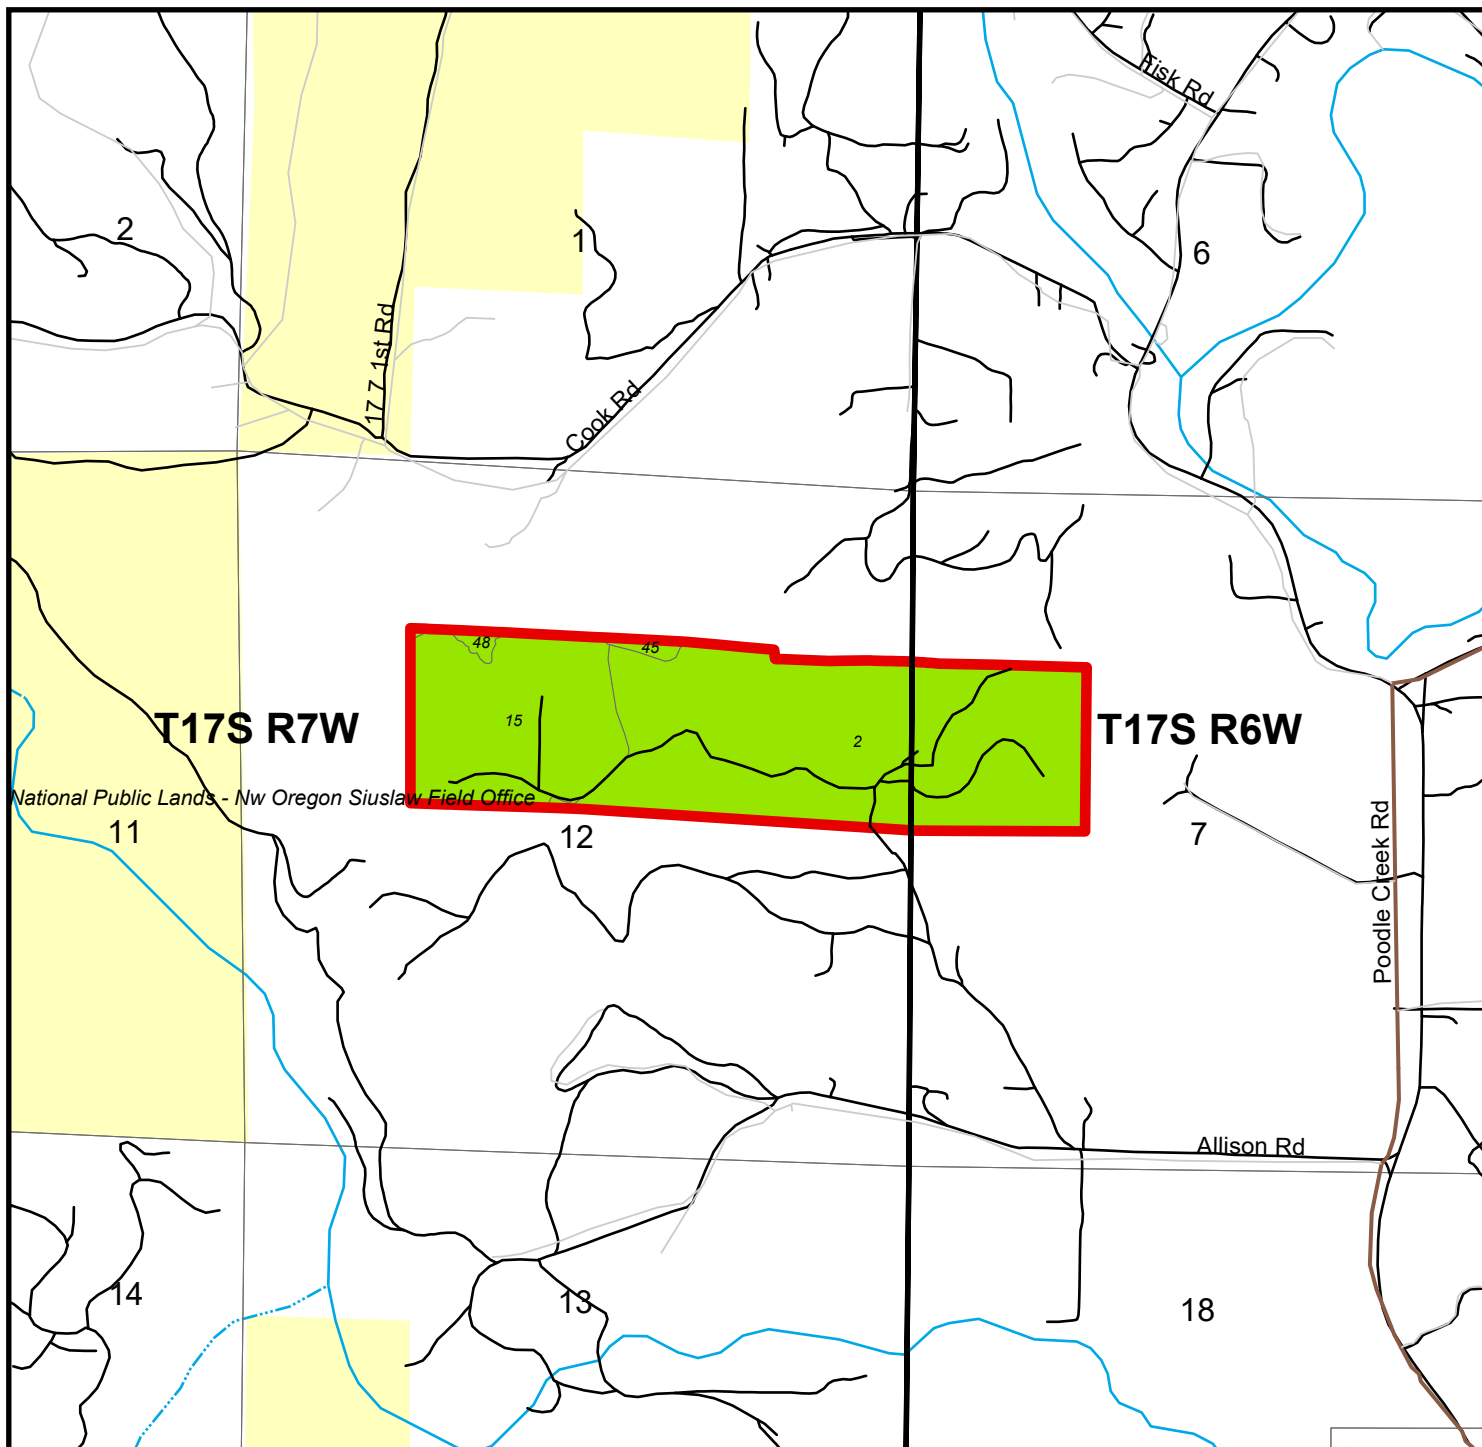 Fisk Rd
2
1
6
17 7 1st Rd
Cook Rd
48
45
15
2
T17S R7W
T17S R6W
National Public Lands - Nw Oregon Siuslaw Field Office
11
12
7
Poodle Creek Rd
Allison Rd
14
13
18